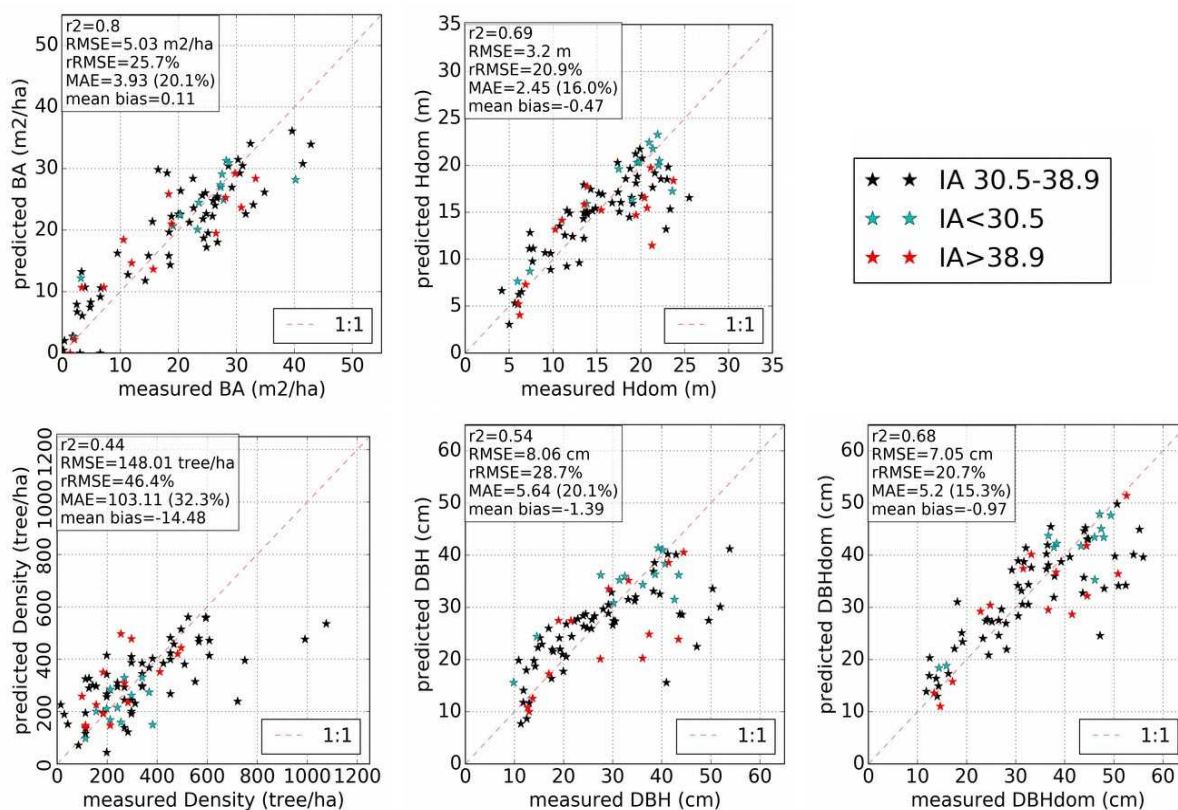 r2=0.8
RMSE=5.03 m2/ha
rRMSE=25.7%
MAE=3.93 (20.1%)
mean bias=0.11
predicted BA (m2/ha)
50
40
30
20
10
0
0 10 20 30 40 50
measured BA (m2/ha)
1:1
r2=0.69
RMSE=3.2 m
rRMSE=20.9%
MAE=2.45 (16.0%)
mean bias=-0.47
predicted Hdom (m)
35
30
25
20
15
10
5
0
0 5 10 15 20 25 30 35
measured Hdom (m)
1:1
IA 30.5-38.9
IA<30.5
IA>38.9
r2=0.44
RMSE=148.01 tree/ha
rRMSE=46.4%
MAE=103.11 (32.3%)
mean bias=-14.48
predicted Density (tree/ha)
1200
1000
800
600
400
200
0
0 200 400 600 800 1000 1200
measured Density (tree/ha)
1:1
r2=0.54
RMSE=8.06 cm
rRMSE=28.7%
MAE=5.64 (20.1%)
mean bias=-1.39
predicted DBH (cm)
60
50
40
30
20
10
0
0 10 20 30 40 50 60
measured DBH (cm)
1:1
r2=0.68
RMSE=7.05 cm
rRMSE=20.7%
MAE=5.2 (15.3%)
mean bias=-0.97
predicted DBHdom (cm)
60
50
40
30
20
10
0
0 10 20 30 40 50 60
measured DBHdom (cm)
1:1